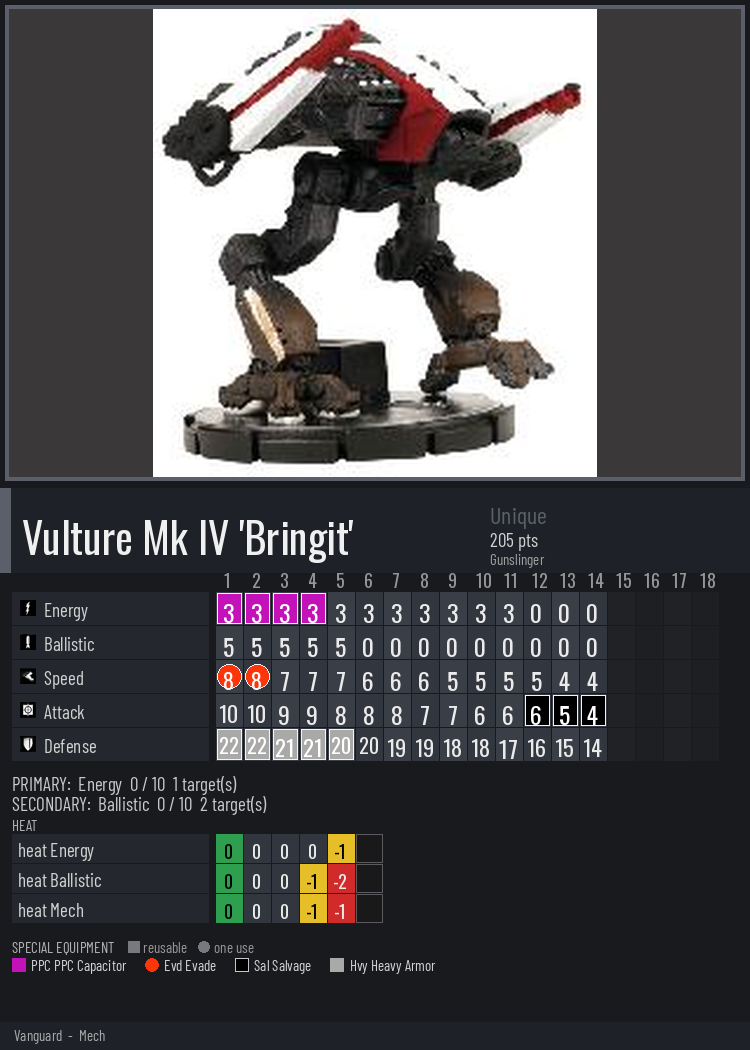 Vulture Mk IV 'Bringit'
Unique
205 pts
Gunslinger
1 2 3 4 5 6 7 8 9 10 11 12 13 14 15 16 17 18
Energy 3 3 3 3 3 3 3 3 3 3 3 0 0 0
Ballistic 5 5 5 5 5 0 0 0 0 0 0 0 0 0
Speed 8 8 7 7 7 6 6 6 5 5 5 5 4 4
Attack 10 10 9 9 8 8 8 7 7 6 6 6 5 4
Defense 22 22 21 21 20 20 19 19 18 18 17 16 15 14
PRIMARY: Energy 0 / 10 1 target(s)
SECONDARY: Ballistic 0 / 10 2 target(s)
HEAT
heat Energy 0 0 0 0 -1
heat Ballistic 0 0 0 -1 -2
heat Mech 0 0 0 -1 -1
SPECIAL EQUIPMENT reusable one use
PPC PPC Capacitor Evd Evade Sal Salvage Hvy Heavy Armor
Vanguard - Mech